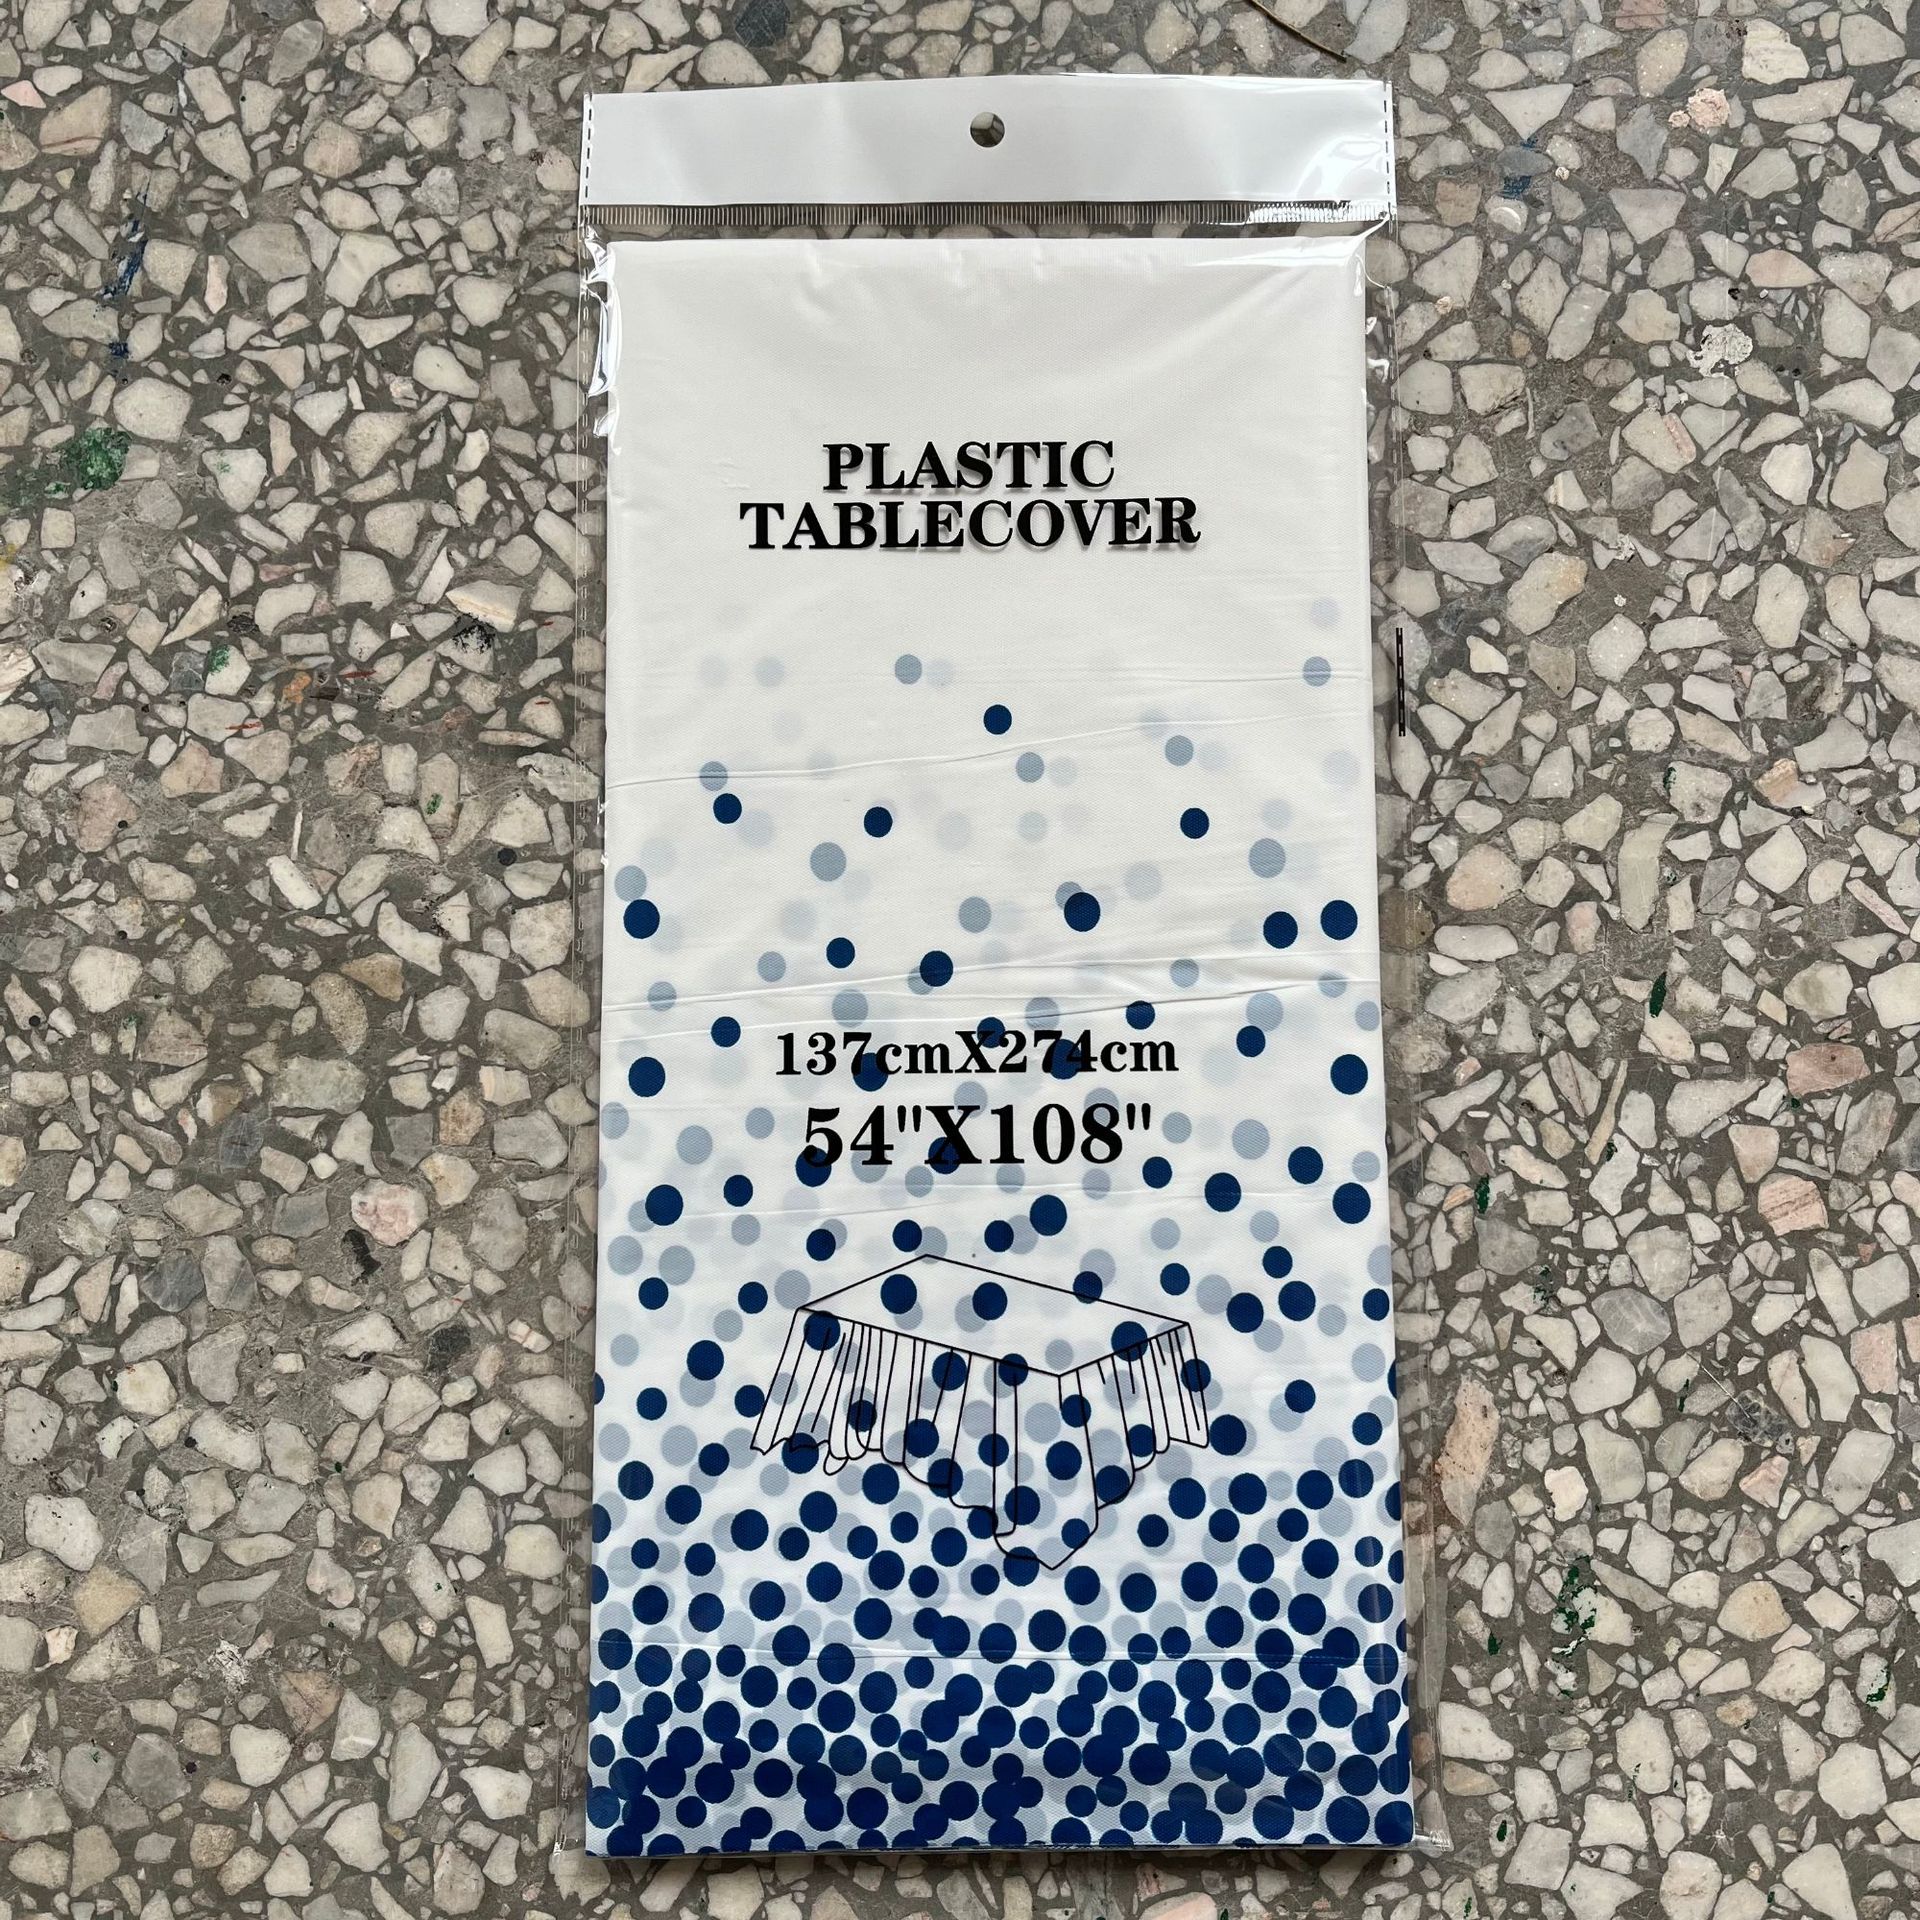 PLASTIC
TABLECOVER
137cmX274cm
54"X108"